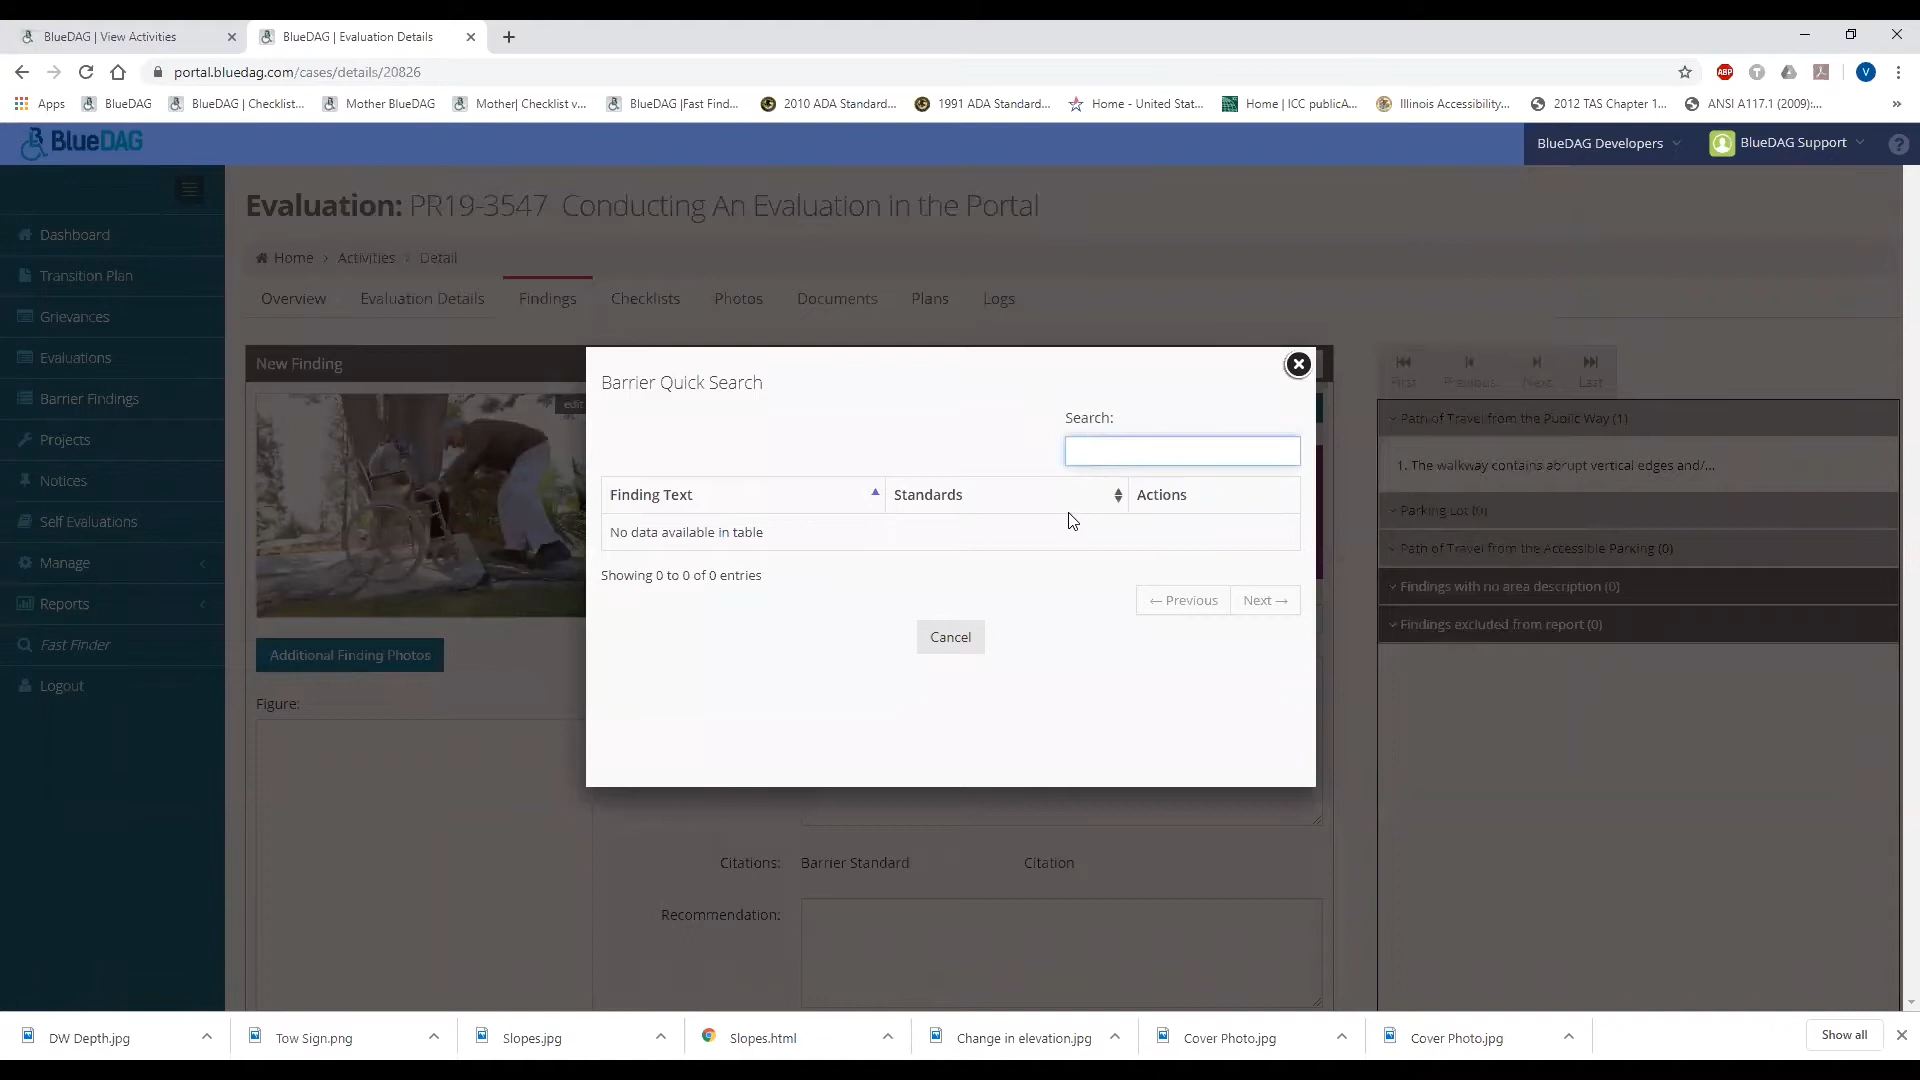 BlueDAG | View Activities
BlueDAG | Evaluation Details
portal.bluedag.com/cases/details/20826
ABP
T
V
Apps
BlueDAG
BlueDAG | Checklist...
Mother BlueDAG
Mother| Checklist v...
BlueDAG |Fast Find...
2010 ADA Standard...
1991 ADA Standard...
Home - United Stat...
Home | ICC publicA...
Illinois Accessibility...
2012 TAS Chapter 1...
ANSI A117.1 (2009):...
»
BlueDAG
BlueDAG Developers
BlueDAG Support
?
Dashboard
Transition Plan
Grievances
Evaluations
Barrier Findings
Projects
Notices
Self Evaluations
Manage
Reports
Fast Finder
Logout
Evaluation: PR19-3547 Conducting An Evaluation in the Portal
Home > Activities / Detail
Overview
Evaluation Details
Findings
Checklists
Photos
Documents
Plans
Logs
New Finding
edit
Additional Finding Photos
Figure:
Barrier Quick Search
Search:
Finding Text
Standards
Actions
No data available in table
Showing 0 to 0 of 0 entries
← Previous
Next →
Cancel
Citations:
Barrier Standard
Citation
Recommendation:
First
Previous
Next
Last
Path of Travel from the Public Way (1)
1. The walkway contains abrupt vertical edges and/...
Parking Lot (0)
Path of Travel from the Accessible Parking (0)
Findings with no area description (0)
Findings excluded from report (0)
DW Depth.jpg
Tow Sign.png
Slopes.jpg
Slopes.html
Change in elevation.jpg
Cover Photo.jpg
Cover Photo.jpg
Show all